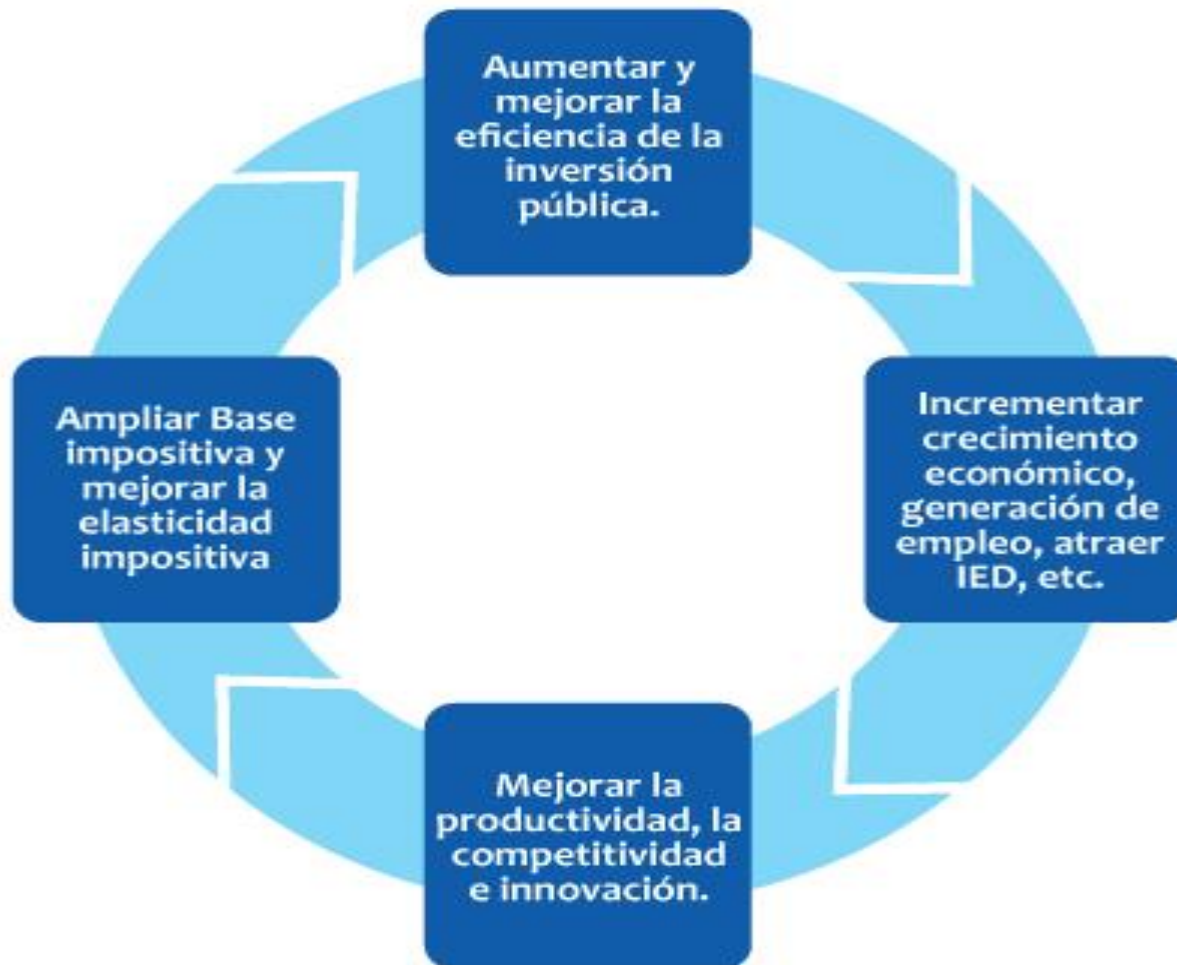 Aumentar y
mejorar la
eficiencia de la
inversión
pública.
Incrementar
crecimiento
económico,
generación de
empleo, atraer
IED, etc.
Mejorar la
productividad, la
competitividad
e innovación.
Ampliar Base
impositiva y
mejorar la
elasticidad
impositiva